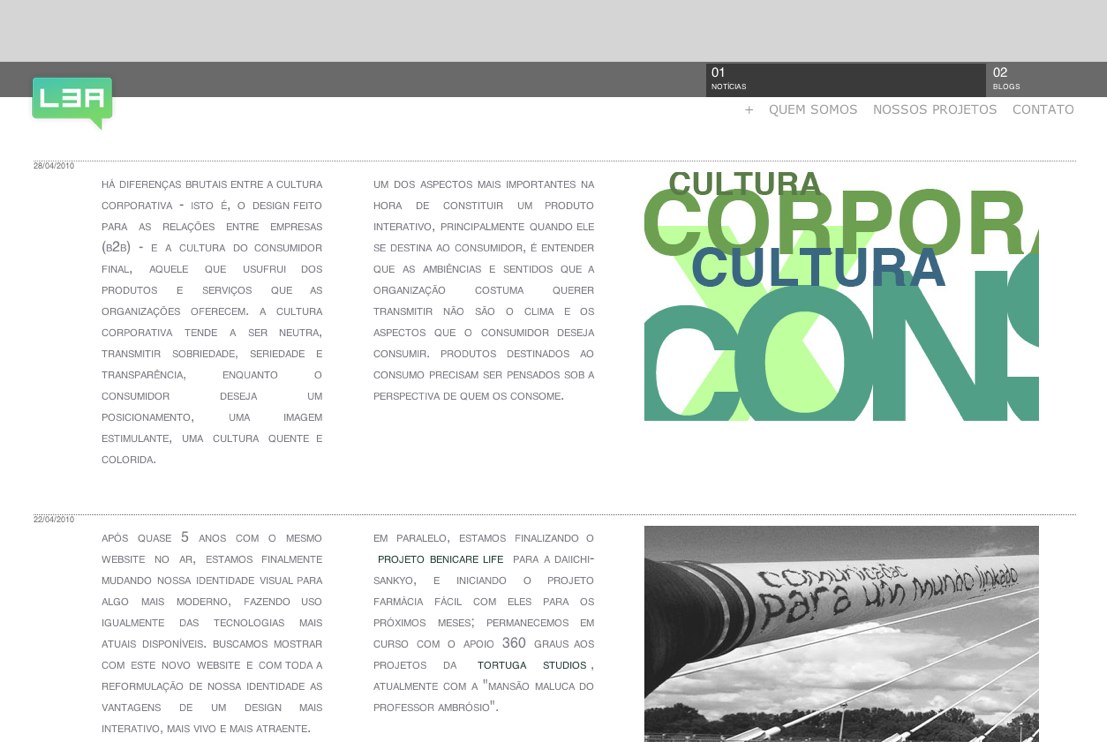 L3A
01
NOTÍCIAS
02
BLOGS
+ QUEM SOMOS NOSSOS PROJETOS CONTATO
28/04/2010
HÁ DIFERENÇAS BRUTAIS ENTRE A CULTURA
CORPORATIVA - ISTO É, O DESIGN FEITO
PARA AS RELAÇÕES ENTRE EMPRESAS
(B2B) - E A CULTURA DO CONSUMIDOR
FINAL, AQUELE QUE USUFRUI DOS
PRODUTOS E SERVIÇOS QUE AS
ORGANIZAÇÕES OFERECEM. A CULTURA
CORPORATIVA TENDE A SER NEUTRA,
TRANSMITIR SOBRIEDADE, SERIEDADE E
TRANSPARÊNCIA, ENQUANTO O
CONSUMIDOR DESEJA UM
POSICIONAMENTO, UMA IMAGEM
ESTIMULANTE, UMA CULTURA QUENTE E
COLORIDA.
UM DOS ASPECTOS MAIS IMPORTANTES NA
HORA DE CONSTITUIR UM PRODUTO
INTERATIVO, PRINCIPALMENTE QUANDO ELE
SE DESTINA AO CONSUMIDOR, É ENTENDER
QUE AS AMBIÊNCIAS E SENTIDOS QUE A
ORGANIZAÇÃO COSTUMA QUERER
TRANSMITIR NÃO SÃO O CLIMA E OS
ASPECTOS QUE O CONSUMIDOR DESEJA
CONSUMIR. PRODUTOS DESTINADOS AO
CONSUMO PRECISAM SER PENSADOS SOB A
PERSPECTIVA DE QUEM OS CONSOME.
CULTURA
CORPORA
X
CULTURA
CONS
22/04/2010
APÓS QUASE 5 ANOS COM O MESMO
WEBSITE NO AR, ESTAMOS FINALMENTE
MUDANDO NOSSA IDENTIDADE VISUAL PARA
ALGO MAIS MODERNO, FAZENDO USO
IGUALMENTE DAS TECNOLOGIAS MAIS
ATUAIS DISPONÍVEIS. BUSCAMOS MOSTRAR
COM ESTE NOVO WEBSITE E COM TODA A
REFORMULAÇÃO DE NOSSA IDENTIDADE AS
VANTAGENS DE UM DESIGN MAIS
INTERATIVO, MAIS VIVO E MAIS ATRAENTE.
EM PARALELO, ESTAMOS FINALIZANDO O
PROJETO BENICARE LIFE PARA A DAIICHI-
SANKYO, E INICIANDO O PROJETO
FARMÁCIA FÁCIL COM ELES PARA OS
PRÓXIMOS MESES; PERMANECEMOS EM
CURSO COM O APOIO 360 GRAUS AOS
PROJETOS DA TORTUGA STUDIOS,
ATUALMENTE COM A "MANSÃO MALUCA DO
PROFESSOR AMBRÓSIO".
comunicação
para um mundo linkado